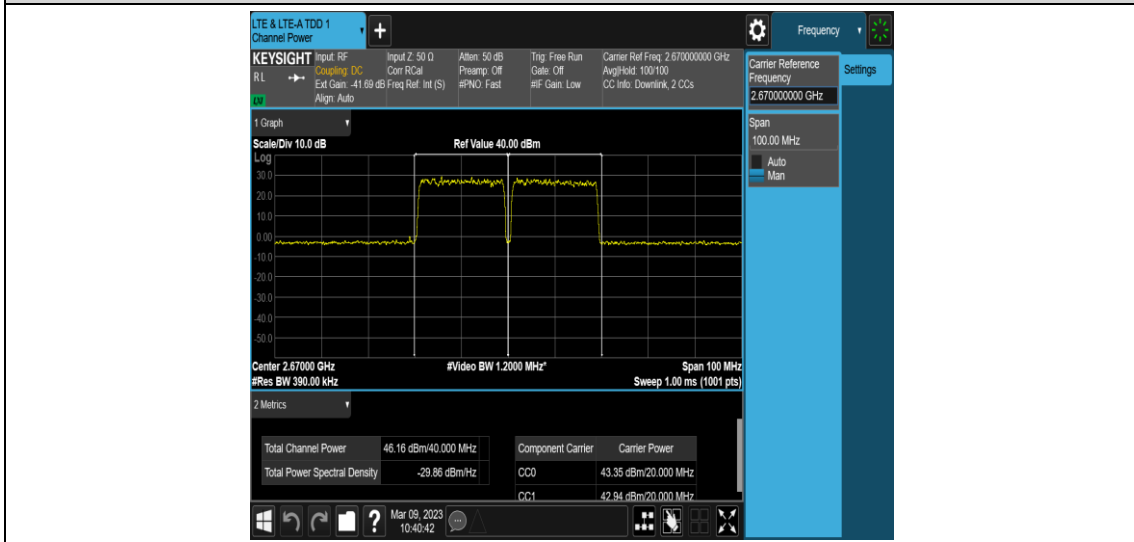 LTE & LTE-A TDD 1
Channel Power
+
Frequency
KEYSIGHT
RL
LXI
Input: RF
Coupling: DC
Ext Gain: -41.69 dB
Align: Auto
Input Z: 50 Ω
Corr RCal
Freq Ref: Int (S)
Atten: 50 dB
Preamp: Off
#PNO: Fast
Trig: Free Run
Gate: Off
#IF Gain: Low
Carrier Ref Freq: 2.670000000 GHz
Avg|Hold: 100/100
CC Info: Downlink, 2 CCs
Carrier Reference
Frequency
2.670000000 GHz
Settings
Span
100.00 MHz
Auto
Man
1 Graph
Scale/Div 10.0 dB
Ref Value 40.00 dBm
Log
30.0
20.0
10.0
0.00
-10.0
-20.0
-30.0
-40.0
-50.0
Center 2.67000 GHz
#Video BW 1.2000 MHz*
Span 100 MHz
#Res BW 390.00 kHz
Sweep 1.00 ms (1001 pts)
2 Metrics
Total Channel Power 46.16 dBm/40.000 MHz
Total Power Spectral Density -29.86 dBm/Hz
Component Carrier Carrier Power
CC0 43.35 dBm/20.000 MHz
CC1 42.94 dBm/20.000 MHz
?
Mar 09, 2023
10:40:42